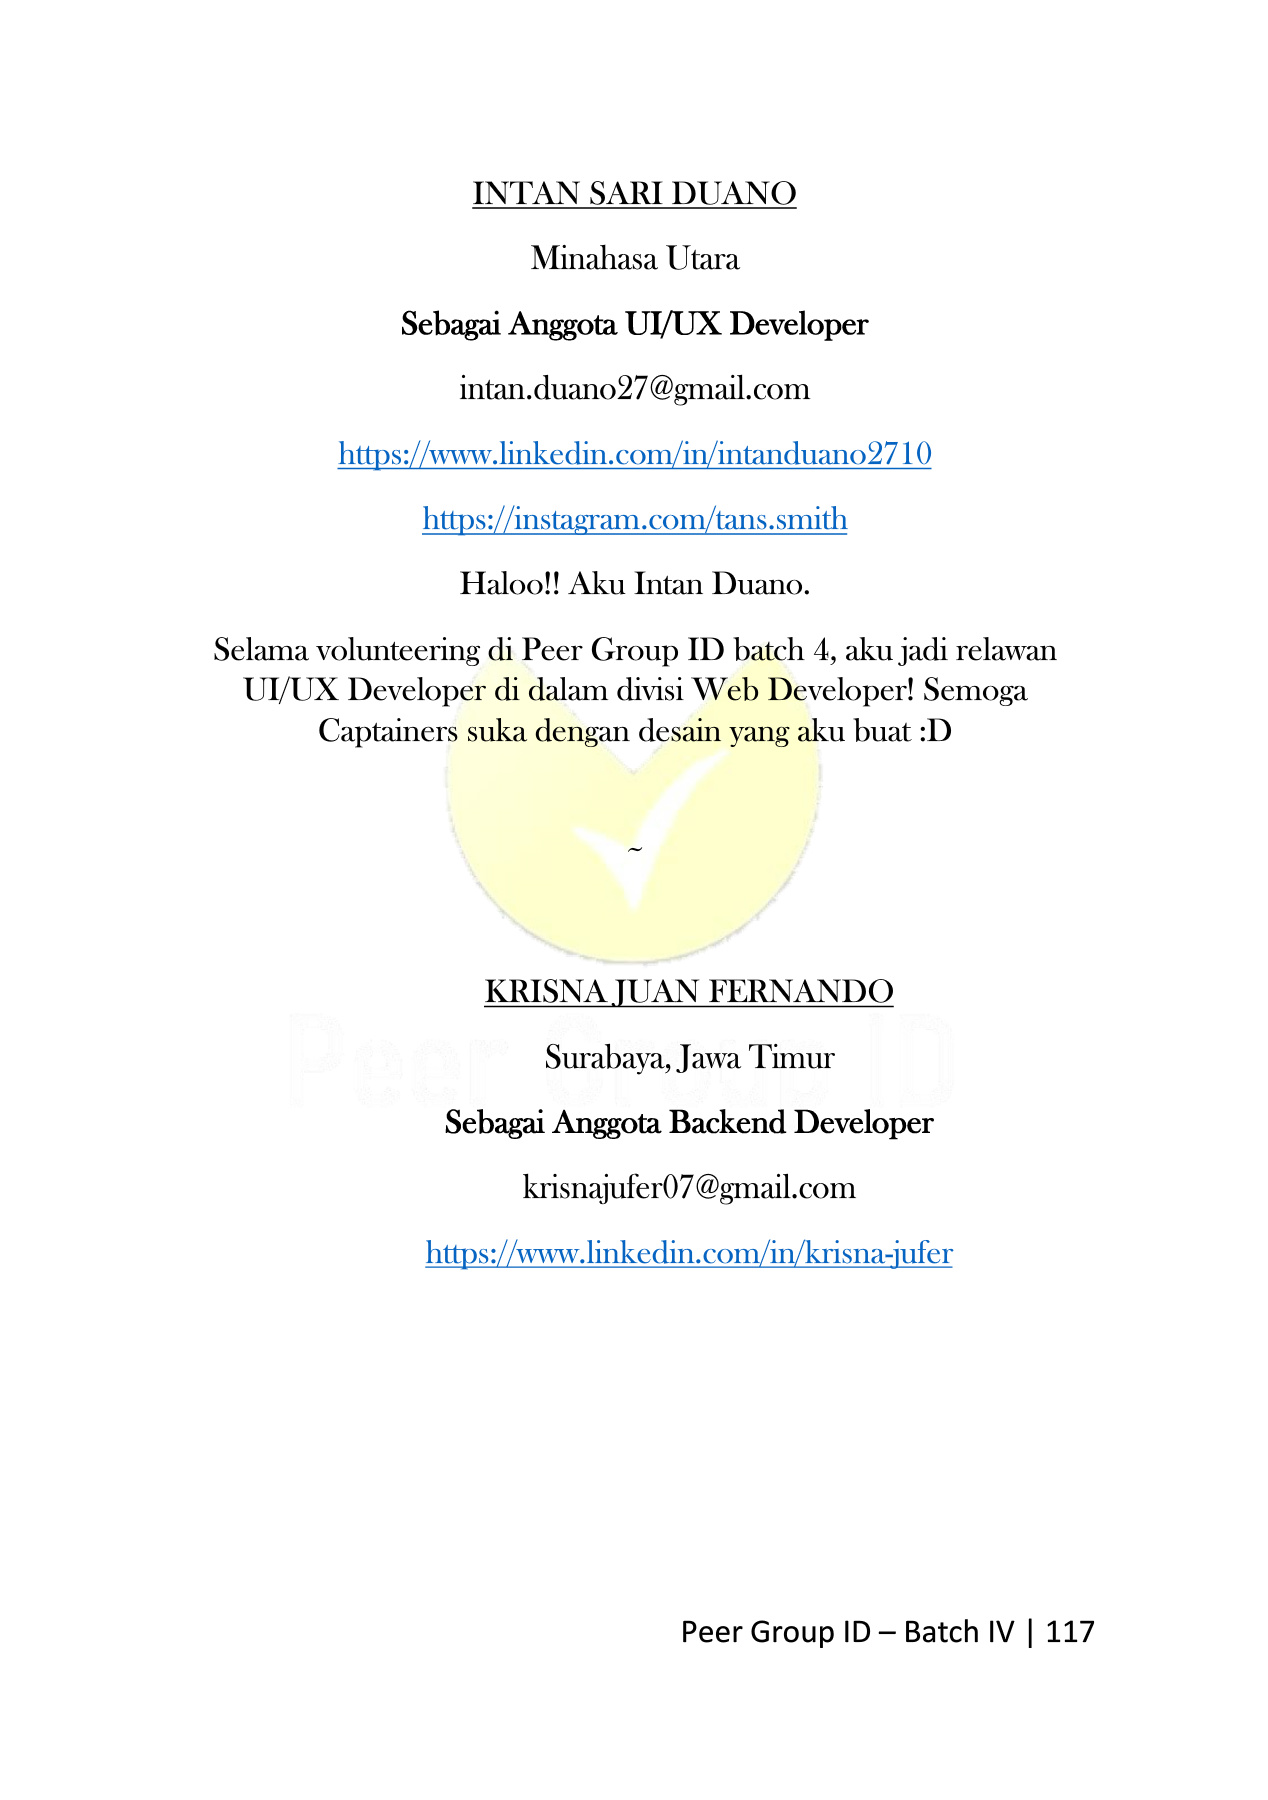 INTAN SARI DUANO
Minahasa Utara
Sebagai Anggota UI/UX Developer
intan.duano27@gmail.com
https://www.linkedin.com/in/intanduano2710
https://instagram.com/tans.smith
Haloo!! Aku Intan Duano.
Selama volunteering di Peer Group ID batch 4, aku jadi relawan
UI/UX Developer di dalam divisi Web Developer! Semoga
Captainers suka dengan desain yang aku buat :D
~
KRISNA JUAN FERNANDO
Peer Group ID
Surabaya, Jawa Timur
Sebagai Anggota Backend Developer
krisnajufer07@gmail.com
https://www.linkedin.com/in/krisna-jufer
Peer Group ID – Batch IV | 117